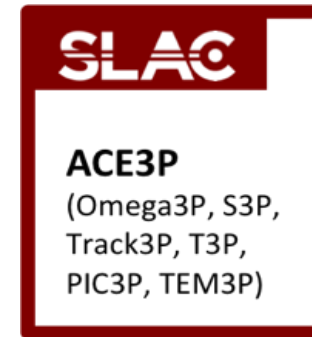 SLAC
ACE3P
(Omega3P, S3P,
Track3P, T3P,
PIC3P, TEM3P)